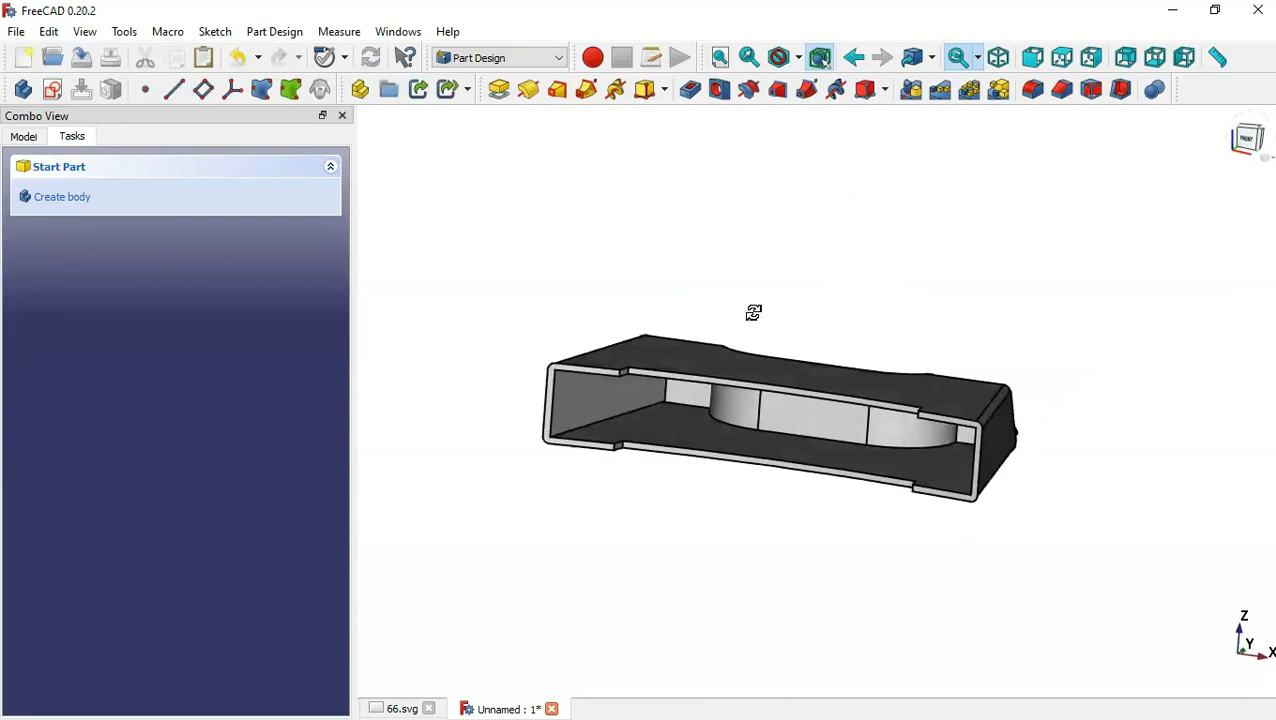 FreeCAD 0.20.2
File Edit View Tools Macro Sketch Part Design Measure Windows Help
Part Design
Combo View
Model Tasks
Start Part
Create body
FRONT
Z
Y
X
66.svg Unnamed : 1*